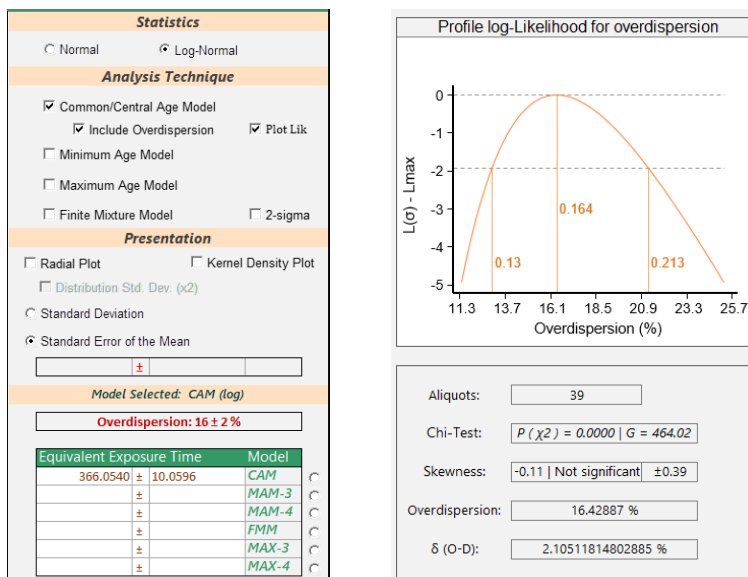 Statistics
Normal Log-Normal
Analysis Technique
Common/Central Age Model
Include Overdispersion Plot Lik
Minimum Age Model
Maximum Age Model
Finite Mixture Model 2-sigma
Presentation
Radial Plot Kernel Density Plot
Distribution Std. Dev. (x2)
Standard Deviation
Standard Error of the Mean
±
Model Selected: CAM (log)
Overdispersion: 16 ± 2 %
Equivalent Exposure Time Model
366.0540 ± 10.0596 CAM
± MAM-3
± MAM-4
± FMM
± MAX-3
± MAX-4
Profile log-Likelihood for overdispersion
L(σ) - Lmax
0
-1
-2
-3
-4
-5
0.164
0.13
0.213
11.3 13.7 16.1 18.5 20.9 23.3 25.7
Overdispersion (%)
Aliquots: 39
Chi-Test: P ( χ2 ) = 0.0000 | G = 464.02
Skewness: -0.11 | Not significant ±0.39
Overdispersion: 16.42887 %
δ (O-D): 2.10511814802885 %